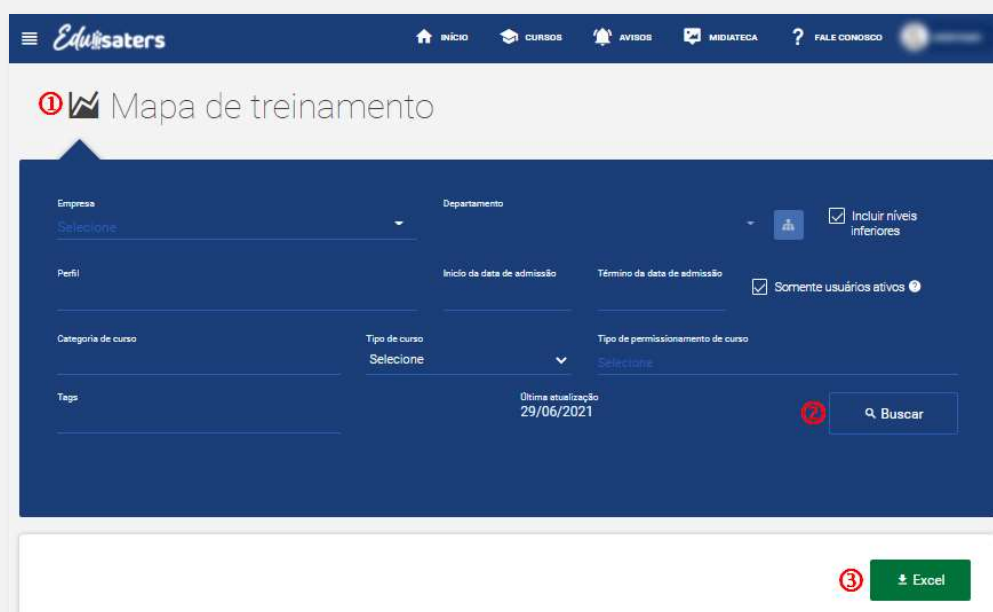 Edusaters INÍCIO CURSOS AVISOS MIDIATECA ? FALE CONOSCO
① Mapa de treinamento
Empresa Departamento
Selecione Incluir níveis
inferiores
Perfil Início da data de admissão Término da data de admissão
Somente usuários ativos ?
Categoria de curso Tipo de curso Tipo de permissionamento de curso
Selecione Selecione
Tags Última atualização
29/06/2021 ② Buscar
③ Excel